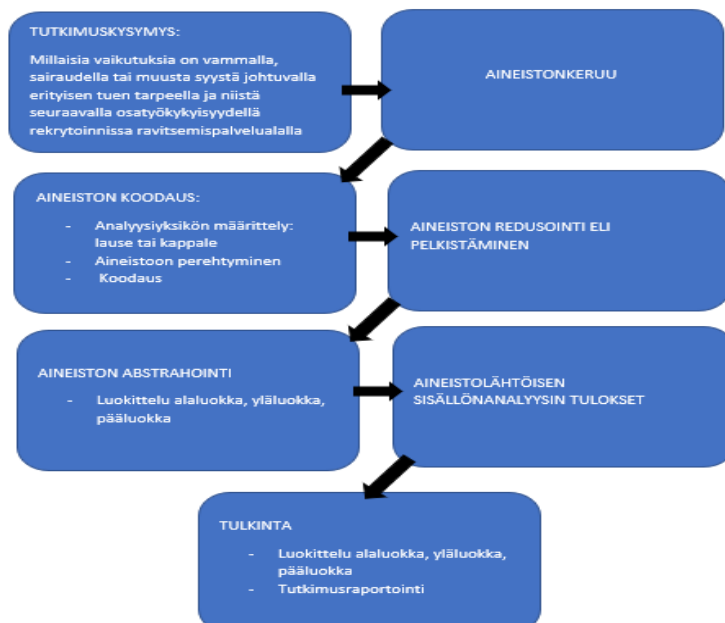 TUTKIMUSKYSYMYS:
Millaisia vaikutuksia on vammalla,
sairaudella tai muusta syystä johtuvalla
erityisen tuen tarpeella ja niistä
seuraavalla osatyökykyisyydellä
rekrytoinnissa ravitsemispalvelualalla
AINEISTONKERUU
AINEISTON KOODAUS:
- Analyysiyksikön määrittely:
lause tai kappale
- Aineistoon perehtyminen
- Koodaus
AINEISTON REDUSOINTI ELI
PELKISTÄMINEN
AINEISTON ABSTRAHOINTI
- Luokittelu alaluokka, yläluokka,
pääluokka
AINEISTOLÄHTÖISEN
SISÄLLÖNANALYYSIN TULOKSET
TULKINTA
- Luokittelu alaluokka, yläluokka,
pääluokka
- Tutkimusraportointi